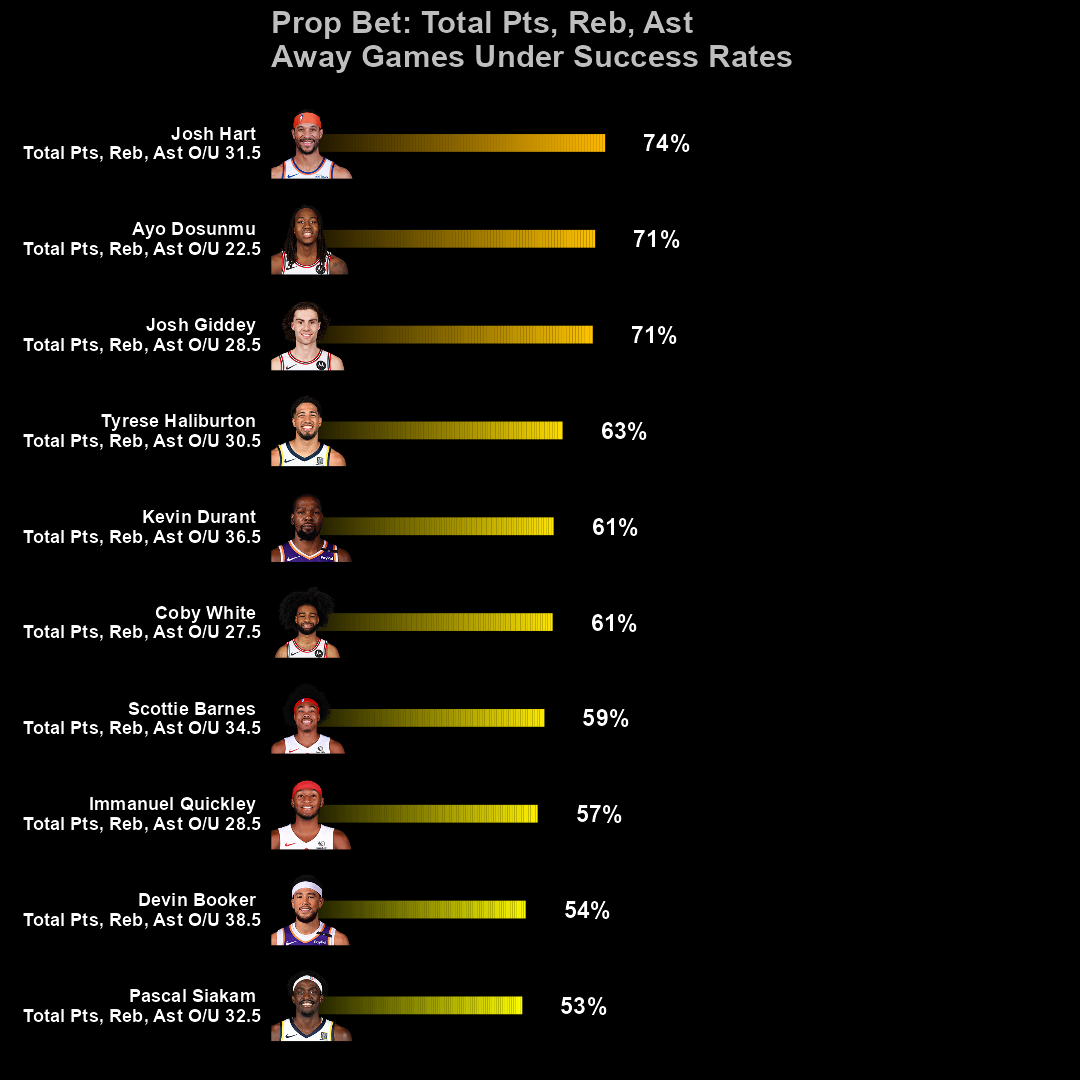 Prop Bet: Total Pts, Reb, Ast
Away Games Under Success Rates
Josh Hart
Total Pts, Reb, Ast O/U 31.5
74%
Ayo Dosunmu
Total Pts, Reb, Ast O/U 22.5
71%
Josh Giddey
Total Pts, Reb, Ast O/U 28.5
71%
Tyrese Haliburton
Total Pts, Reb, Ast O/U 30.5
63%
Kevin Durant
Total Pts, Reb, Ast O/U 36.5
61%
Coby White
Total Pts, Reb, Ast O/U 27.5
61%
Scottie Barnes
Total Pts, Reb, Ast O/U 34.5
59%
Immanuel Quickley
Total Pts, Reb, Ast O/U 28.5
57%
Devin Booker
Total Pts, Reb, Ast O/U 38.5
54%
Pascal Siakam
Total Pts, Reb, Ast O/U 32.5
53%